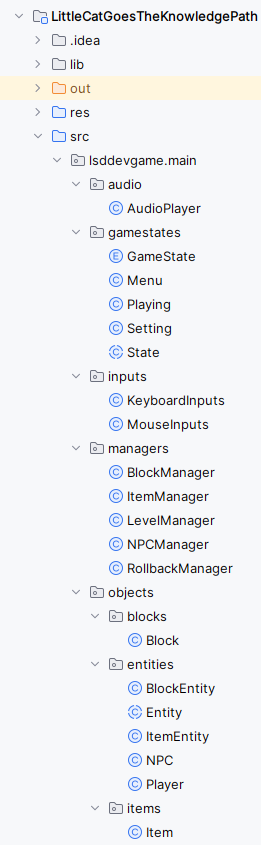 LittleCatGoesTheKnowledgePath
.idea
lib
out
res
src
lsddevgame.main
audio
AudioPlayer
gamestates
E GameState
C Menu
C Playing
C Setting
C State
inputs
C KeyboardInputs
C MouseInputs
managers
C BlockManager
C ItemManager
C LevelManager
C NPCManager
C RollbackManager
objects
blocks
C Block
entities
C BlockEntity
C Entity
C ItemEntity
C NPC
C Player
items
C Item